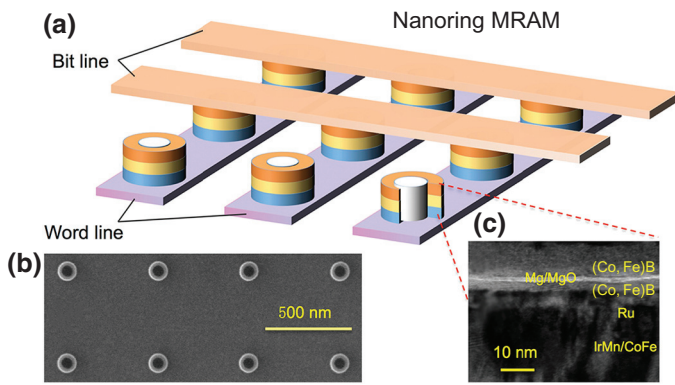 (a)
Nanoring MRAM
Bit line
Word line
(b)
500 nm
(c)
(Co, Fe)B
Mg/MgO
(Co, Fe)B
Ru
IrMn/CoFe
10 nm